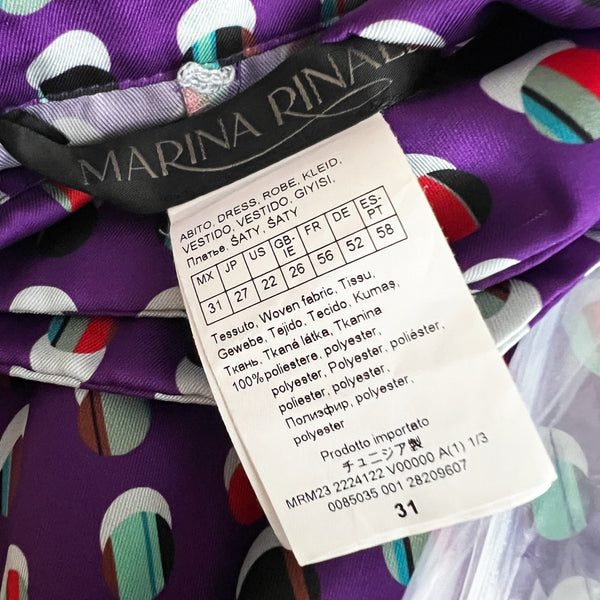 MARINA RINAL
ABITO, DRESS, ROBE, KLEID,
VESTIDO, VESTIDO, GIYISI,
Платье, ŠATY, ŠATY
MX JP US GB-IE FR DE ES-PT
31 27 22 26 56 52 58
Tessuto, Woven fabric, Tissu,
Gewebe, Tejido, Tecido, Kumaş,
Ткань, Tkaná látka, Tkanina
100% poliestere, polyester,
polyester, Polyester, poliéster,
poliester, polyester,
Полиэфир, polyester,
polyester
Prodotto importato
チュニジア製
MRM23 2224122 V00000 A(1) 1/3
0085035 001 28209607
31